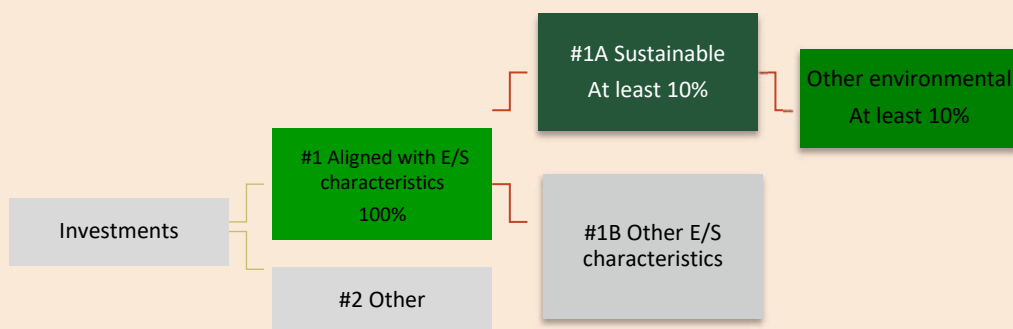 Investments
#1 Aligned with E/S
characteristics
100%
#2 Other
#1A Sustainable
At least 10%
#1B Other E/S
characteristics
Other environmental
At least 10%